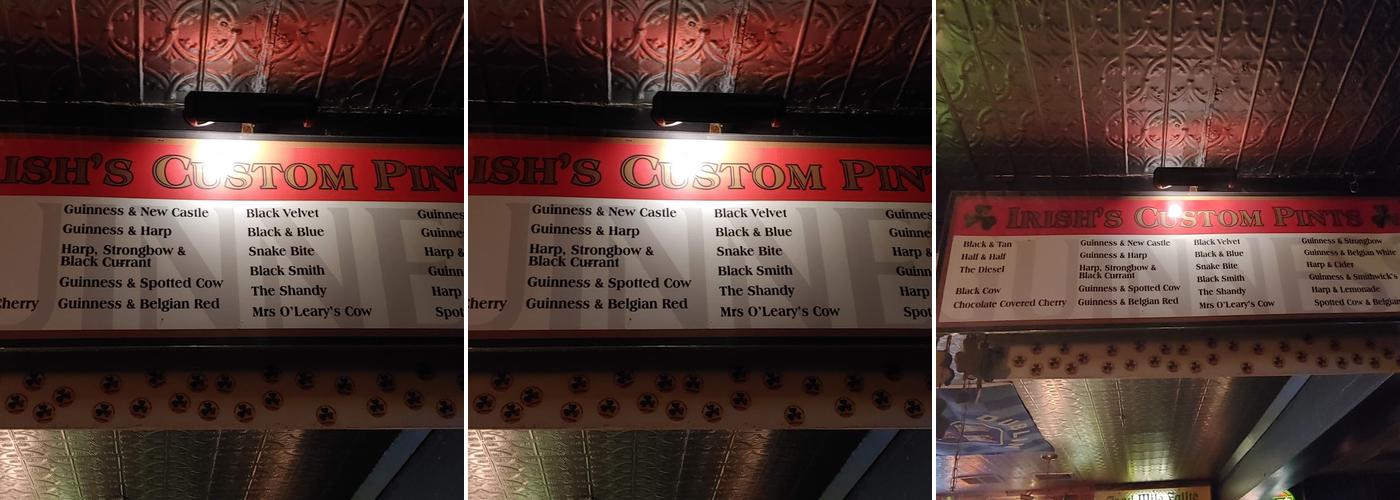 ISH'S CUSTOM PIN
Guinness & New Castle
Guinness & Harp
Harp, Strongbow &
Black Currant
Guinness & Spotted Cow
Cherry Guinness & Belgian Red
Black Velvet
Black & Blue
Snake Bite
Black Smith
The Shandy
Mrs O'Leary's Cow
Guinnes
Guinne
Harp &
Guinn
Harp
Spot
ISH'S CUSTOM PIN
Guinness & New Castle
Guinness & Harp
Harp, Strongbow &
Black Currant
Guinness & Spotted Cow
herry Guinness & Belgian Red
Black Velvet
Black & Blue
Snake Bite
Black Smith
The Shandy
Mrs O'Leary's Cow
Guinnes
Guinne
Harp &
Guinn
Harp
Spot
IRISH'S CUSTOM PINTS
Black & Tan
Half & Half
The Diesel
Black Cow
Chocolate Covered Cherry
Guinness & New Castle
Guinness & Harp
Harp, Strongbow &
Black Currant
Guinness & Spotted Cow
Guinness & Belgian Red
Black Velvet
Black & Blue
Snake Bite
Black Smith
The Shandy
Mrs O'Leary's Cow
Guinness & Strongbow
Guinness & Belgian White
Harp & Cider
Guinness & Smithwick's
Harp & Lemonade
Spotted Cow & Belgian